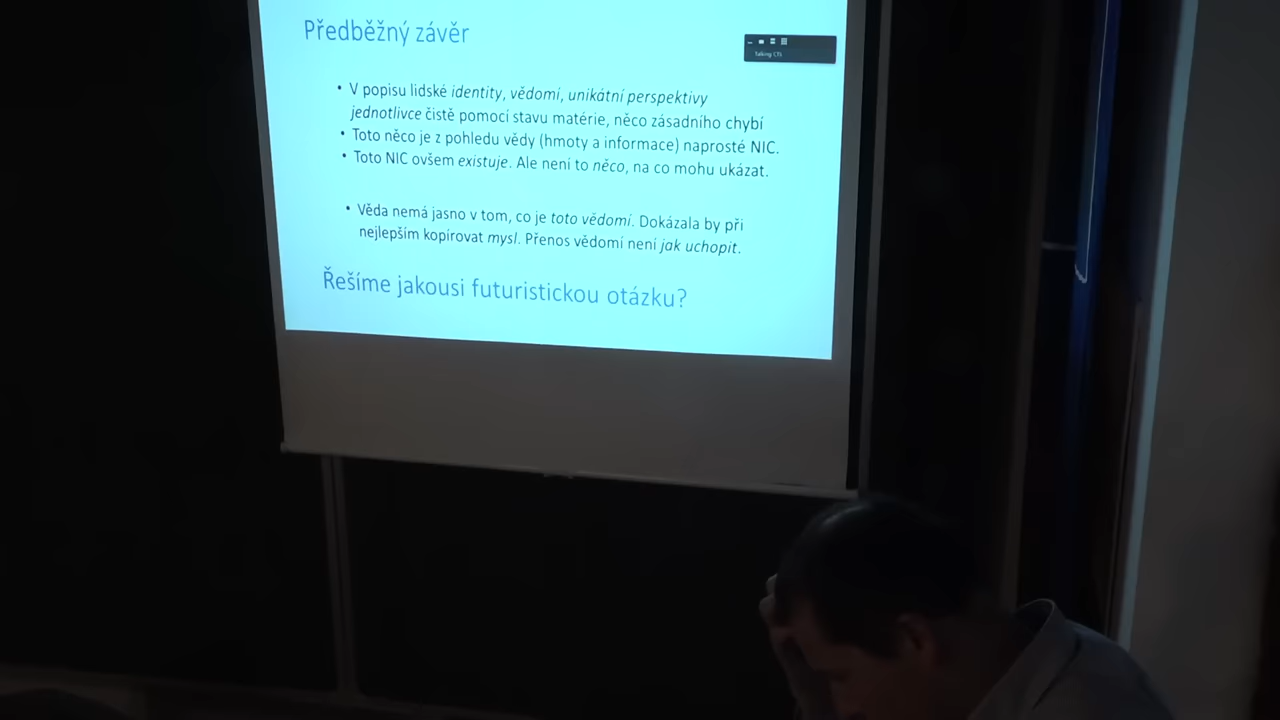 Předběžný závěr
Talking CTS
• V popisu lidské identity, vědomí, unikátní perspektivy
jednotlivce čistě pomocí stavu matérie, něco zásadního chybí
• Toto něco je z pohledu vědy (hmoty a informace) naprosté NIC.
• Toto NIC ovšem existuje. Ale není to něco, na co mohu ukázat.
• Věda nemá jasno v tom, co je toto vědomí. Dokázala by při
nejlepším kopírovat mysl. Přenos vědomí není jak uchopit.
Řešíme jakousi futuristickou otázku?